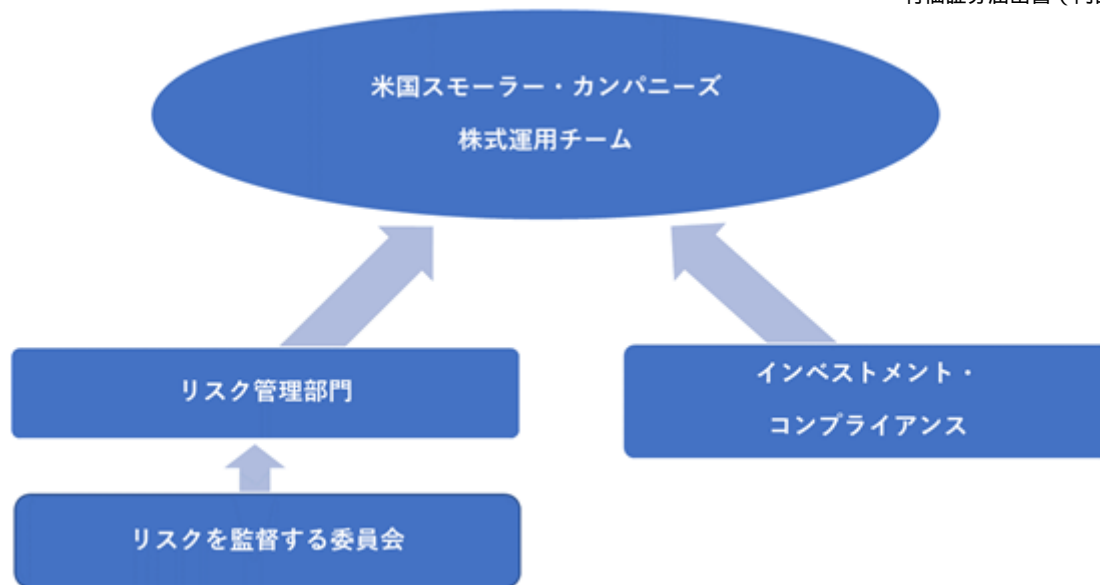 米国スモーラー・カンパニーズ
株式運用チーム
リスク管理部門
インベストメント・
コンプライアンス
リスクを監督する委員会